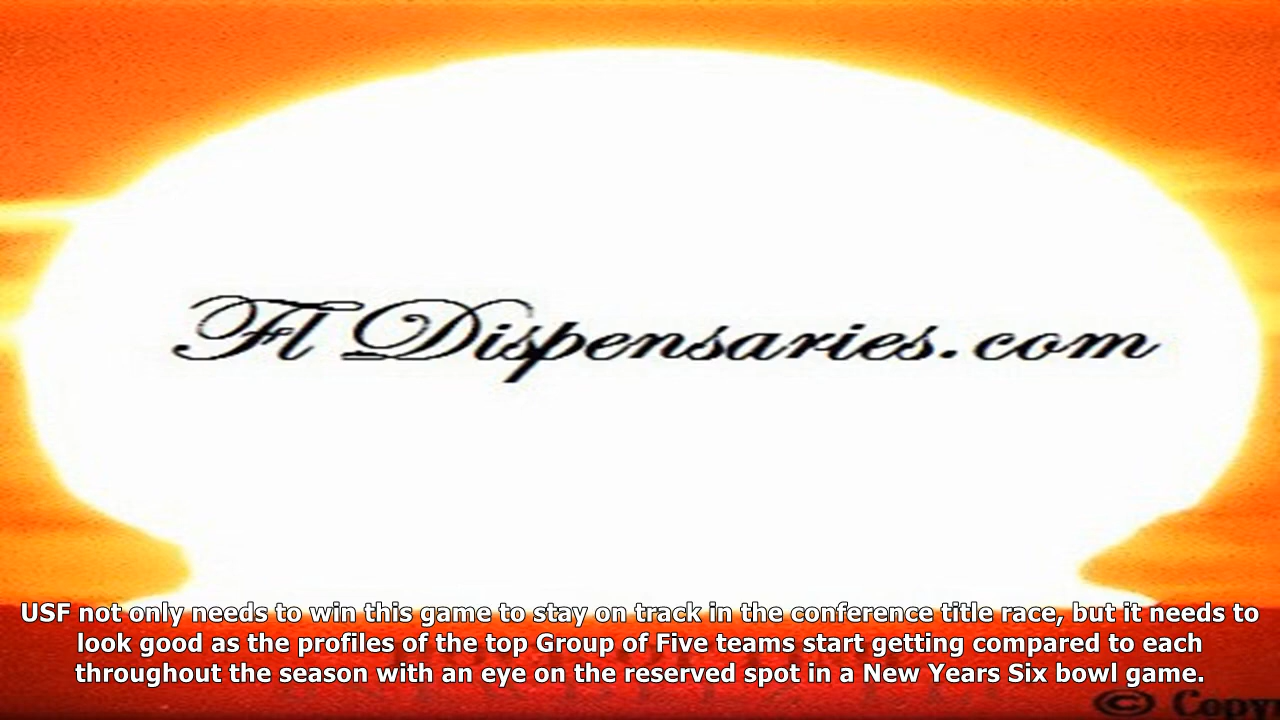 Fl Dispensaries.com
USF not only needs to win this game to stay on track in the conference title race, but it needs to
look good as the profiles of the top Group of Five teams start getting compared to each
throughout the season with an eye on the reserved spot in a New Years Six bowl game.
©